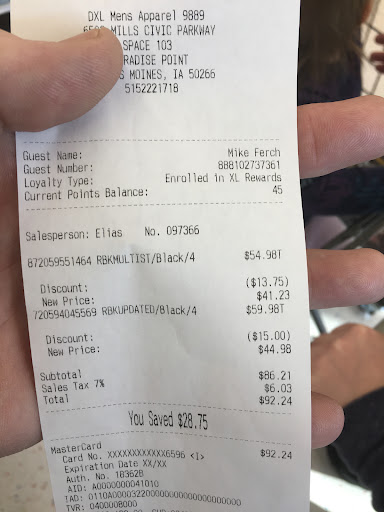 DXL Mens Apparel 9889
MILLS CIVIC PARKWAY
SPACE 103
RADISE POINT
S MOINES, IA 50266
5152221718
Guest Name: Mike Ferch
Guest Number: 888102737361
Loyalty Type: Enrolled in XL Rewards
Current Points Balance: 45
Salesperson: Elias No. 097366
872059551464 RBKMULTIST/Black/4 $54.98T
Discount: ($13.75)
New Price: $41.23
720594045569 RBKUPDATED/Black/4 $59.98T
Discount: ($15.00)
New Price: $44.98
Subtotal $86.21
Sales Tax 7% $6.03
Total $92.24
You Saved $28.75
MasterCard $92.24
Card No. XXXXXXXXXXXX6596 <I>
Expiration Date XX/XX
Auth. No. 18362B
AID: A0000000041010
TVR: 0400008000